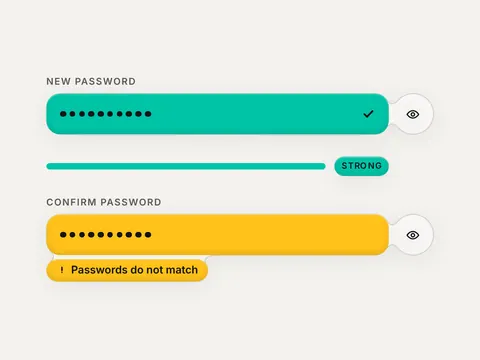 NEW PASSWORD
••••••••••
STRONG
CONFIRM PASSWORD
••••••••••
! Passwords do not match